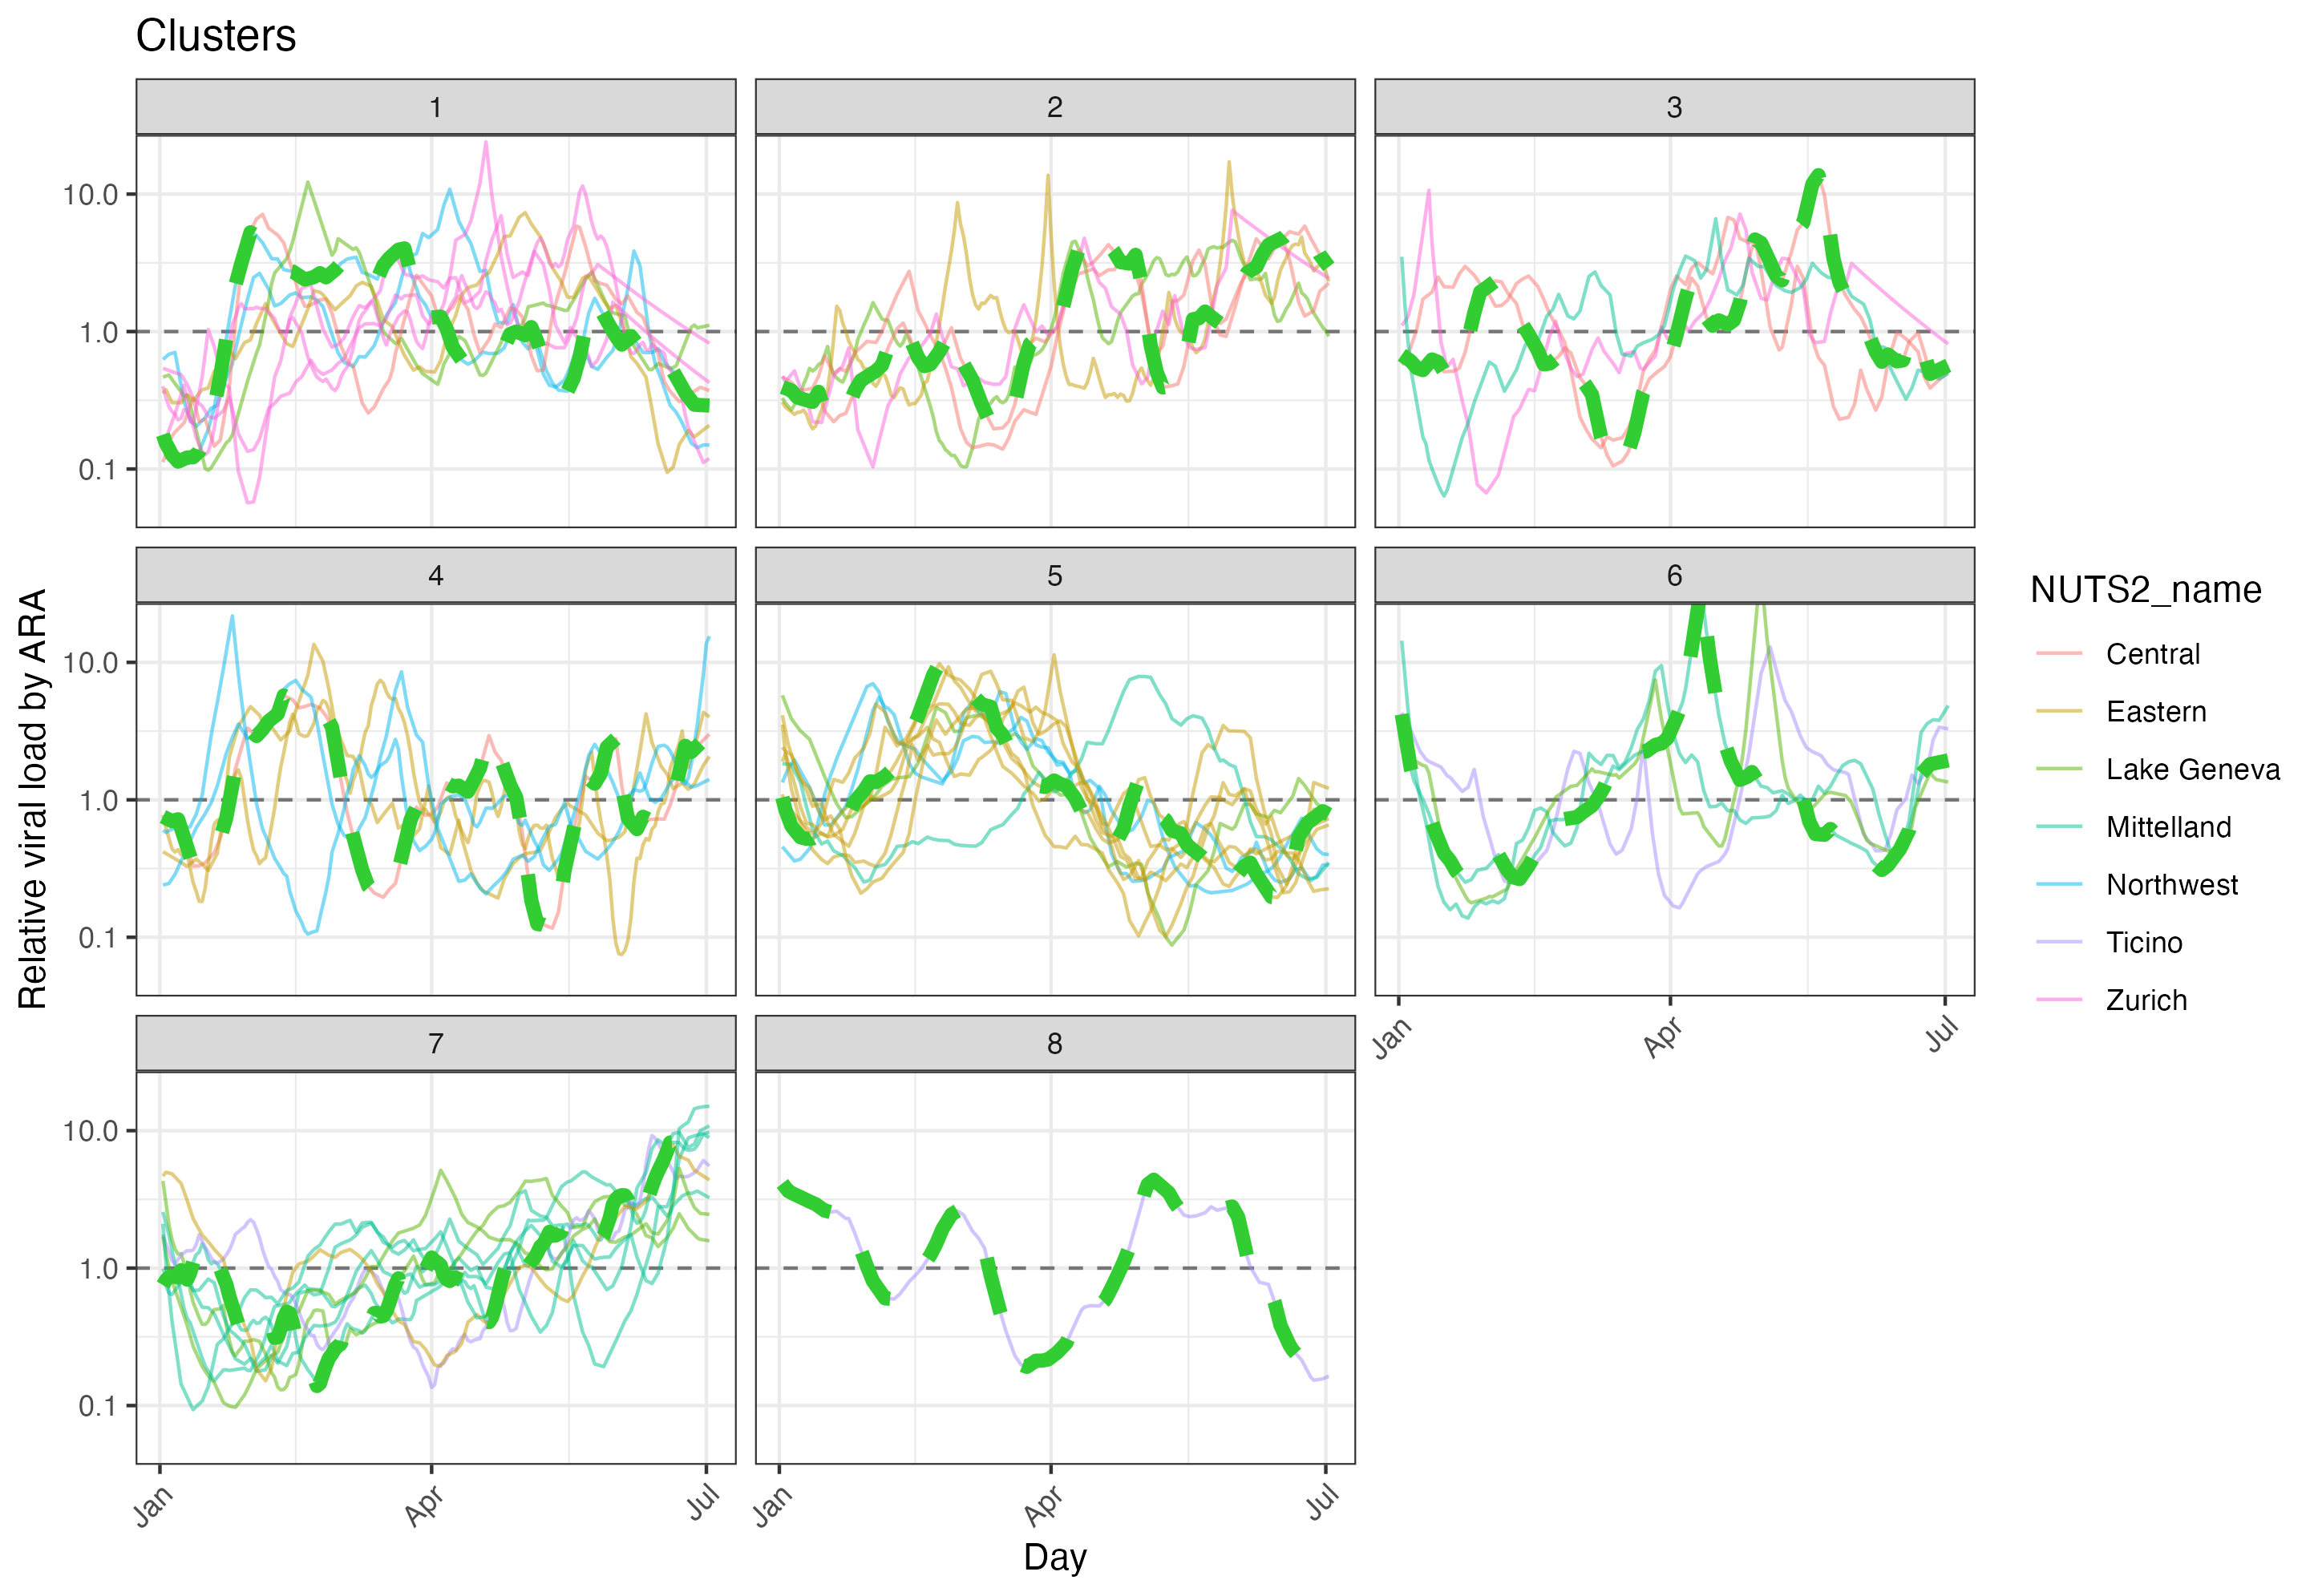 Clusters
1
2
3
10.0
1.0
0.1
4
5
6
10.0
1.0
0.1
Jan
Apr
Jul
7
8
10.0
1.0
0.1
Jan
Apr
Jul
Jan
Apr
Jul
Day
Relative viral load by ARA
NUTS2_name
Central
Eastern
Lake Geneva
Mittelland
Northwest
Ticino
Zurich